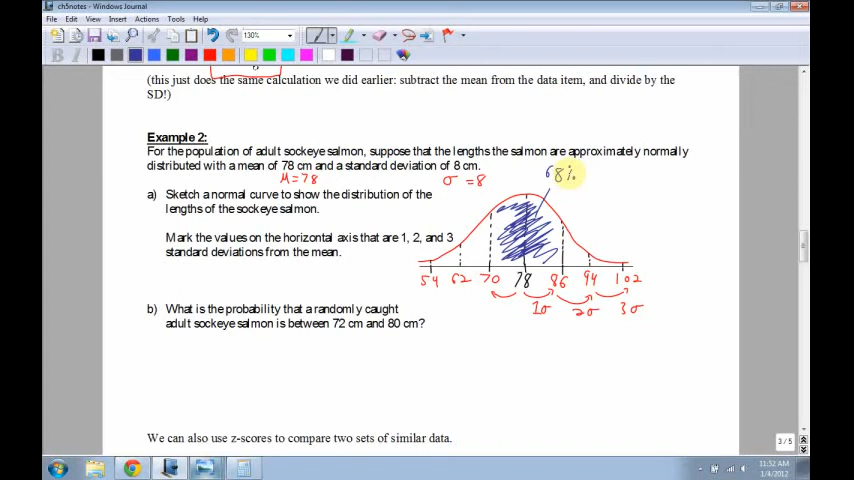 ch5notes - Windows Journal
File Edit View Insert Actions Tools Help
130%
B I
(this just does the same calculation we did earlier: subtract the mean from the data item, and divide by the
SD!)
Example 2:
For the population of adult sockeye salmon, suppose that the lengths the salmon are approximately normally
distributed with a mean of 78 cm and a standard deviation of 8 cm.
μ=78 σ=8
68%
a) Sketch a normal curve to show the distribution of the
lengths of the sockeye salmon.
Mark the values on the horizontal axis that are 1, 2, and 3
standard deviations from the mean.
54 62 70 78 86 94 102
1σ 2σ 3σ
b) What is the probability that a randomly caught
adult sockeye salmon is between 72 cm and 80 cm?
We can also use z-scores to compare two sets of similar data.
3 / 5
11:52 AM
1/4/2012